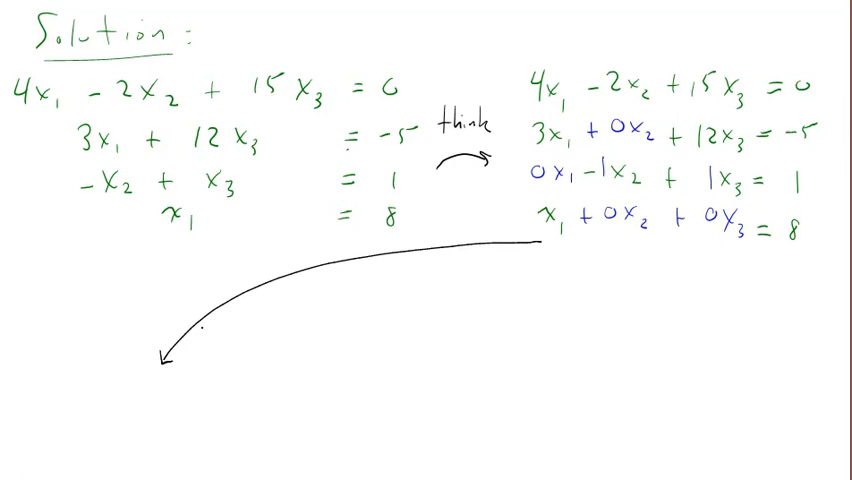 Solution :
4x₁ - 2x₂ + 15x₃ = 0
3x₁ + 12x₃ = -5
-x₂ + x₃ = 1
x₁ = 8
think
4x₁ - 2x₂ + 15x₃ = 0
3x₁ + 0x₂ + 12x₃ = -5
0x₁ - 1x₂ + 1x₃ = 1
x₁ + 0x₂ + 0x₃ = 8